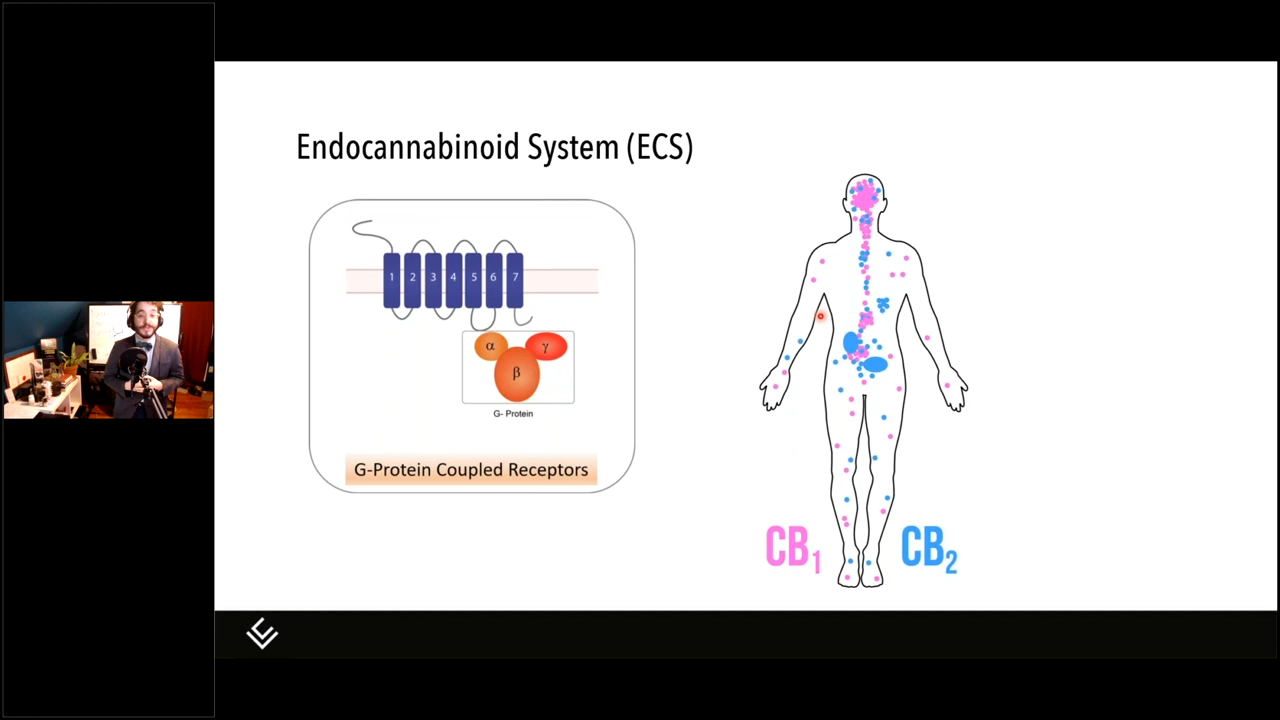 Endocannabinoid System (ECS)
1 2 3 4 5 6 7
α γ
β
G- Protein
G-Protein Coupled Receptors
CB1 CB2